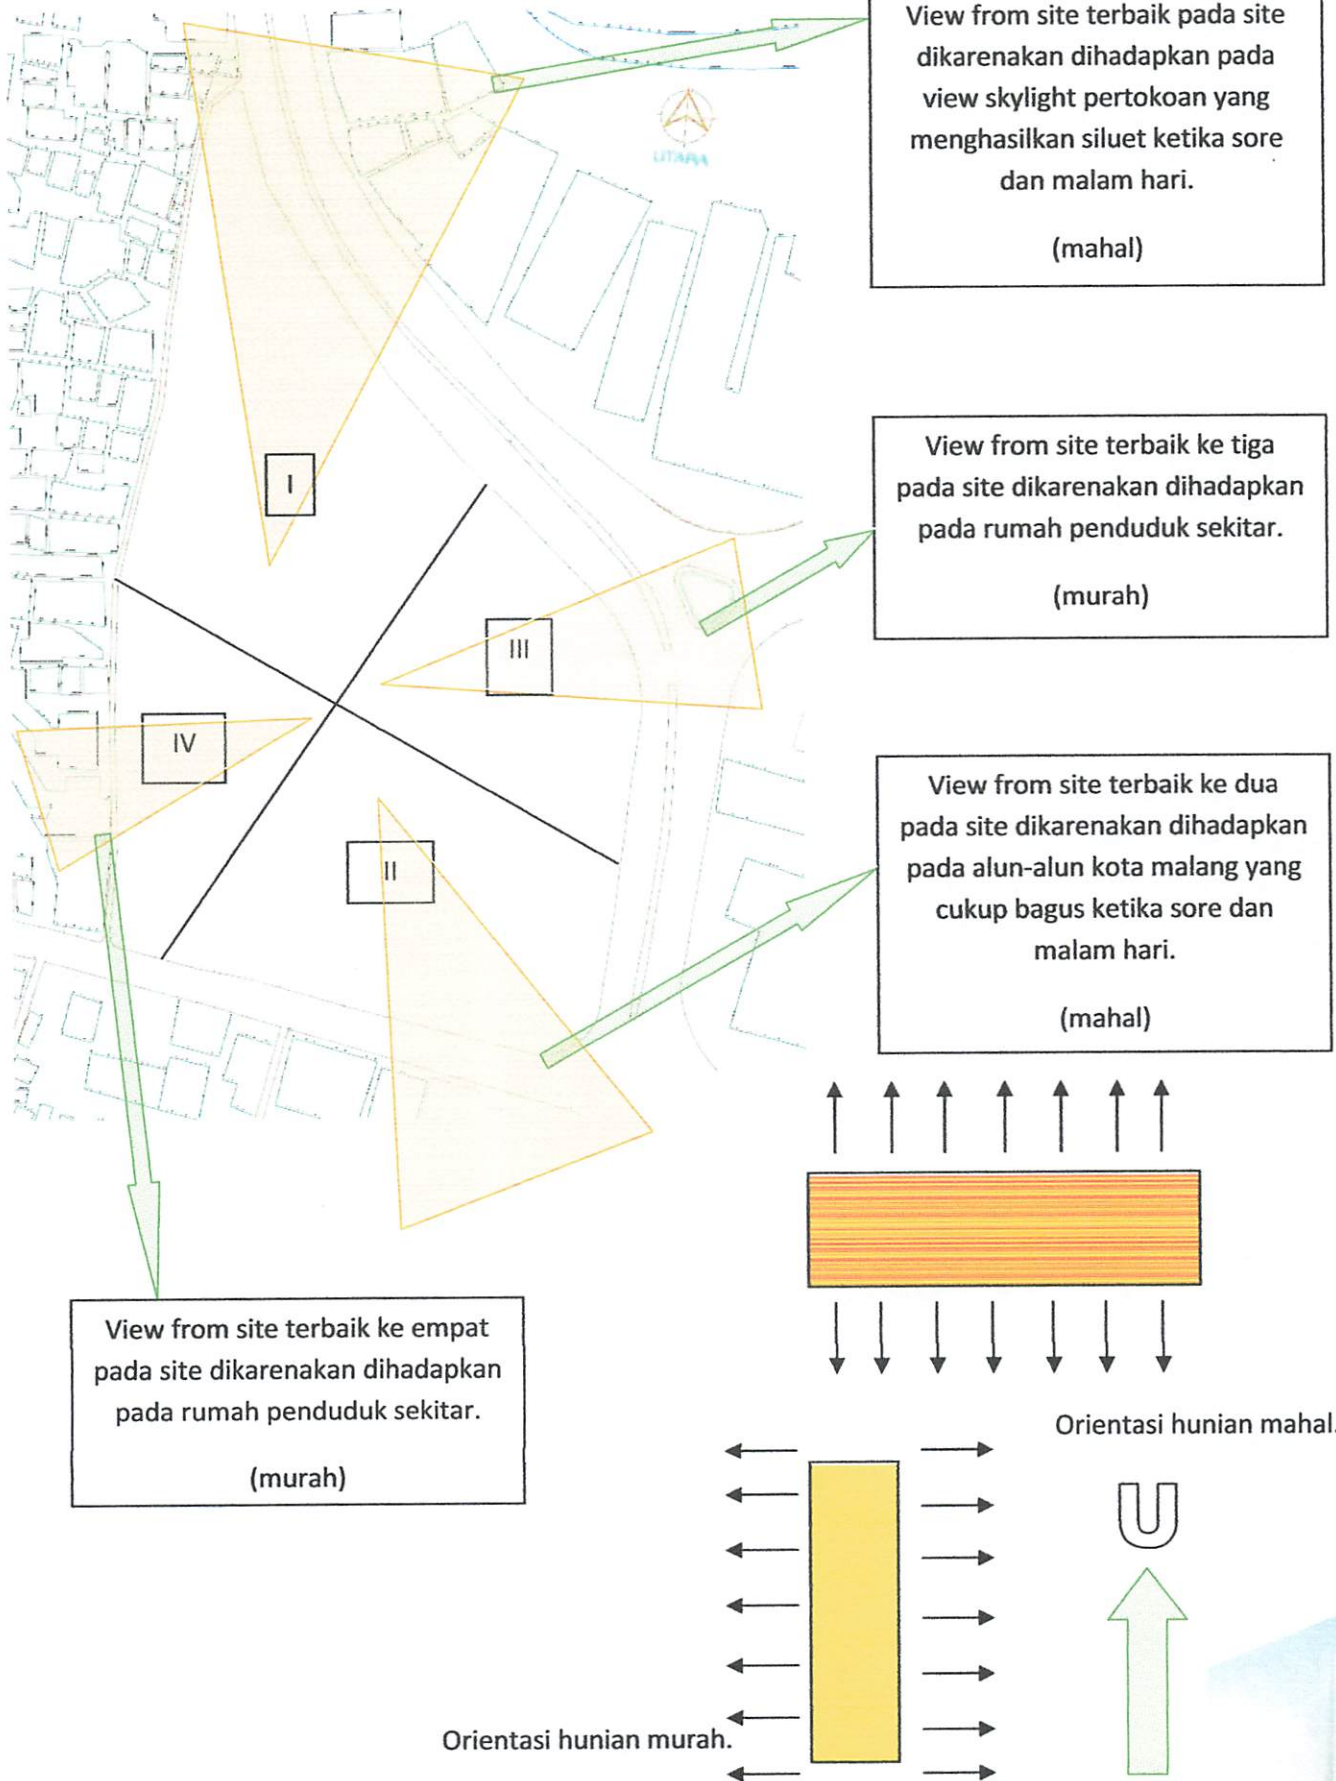 View from site terbaik pada site
dikarenakan dihadapkan pada
view skylight pertokoan yang
menghasilkan siluet ketika sore
dan malam hari.
(mahal)
UTARA
I
View from site terbaik ke tiga
pada site dikarenakan dihadapkan
pada rumah penduduk sekitar.
(murah)
III
IV
II
View from site terbaik ke dua
pada site dikarenakan dihadapkan
pada alun-alun kota malang yang
cukup bagus ketika sore dan
malam hari.
(mahal)
View from site terbaik ke empat
pada site dikarenakan dihadapkan
pada rumah penduduk sekitar.
(murah)
Orientasi hunian mahal.
U
Orientasi hunian murah.